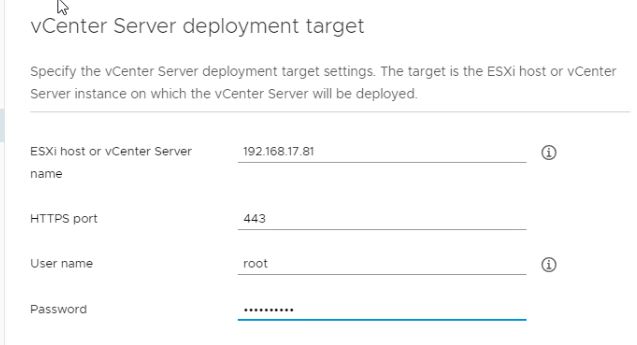 vCenter Server deployment target
Specify the vCenter Server deployment target settings. The target is the ESXi host or vCenter
Server instance on which the vCenter Server will be deployed.
ESXi host or vCenter Server name
192.168.17.81
HTTPS port
443
User name
root
Password
••••••••••